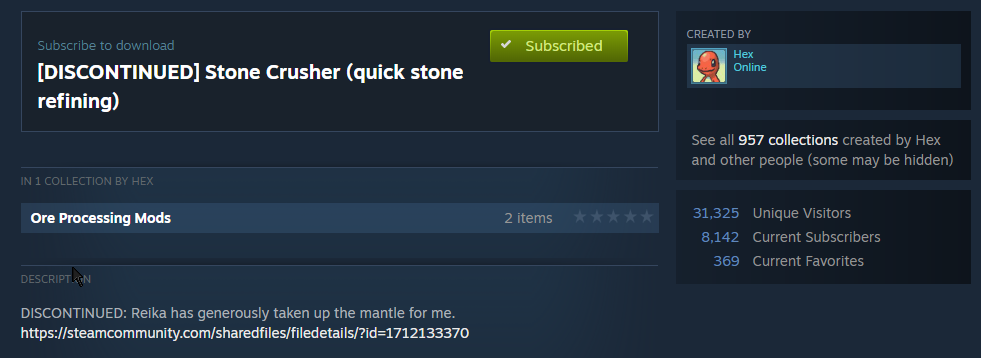 Subscribe to download
Subscribed
[DISCONTINUED] Stone Crusher (quick stone
refining)
IN 1 COLLECTION BY HEX
Ore Processing Mods
2 items
DESCRIPTION
DISCONTINUED: Reika has generously taken up the mantle for me.
https://steamcommunity.com/sharedfiles/filedetails/?id=1712133370
CREATED BY
Hex
Online
See all 957 collections created by Hex
and other people (some may be hidden)
31,325 Unique Visitors
8,142 Current Subscribers
369 Current Favorites